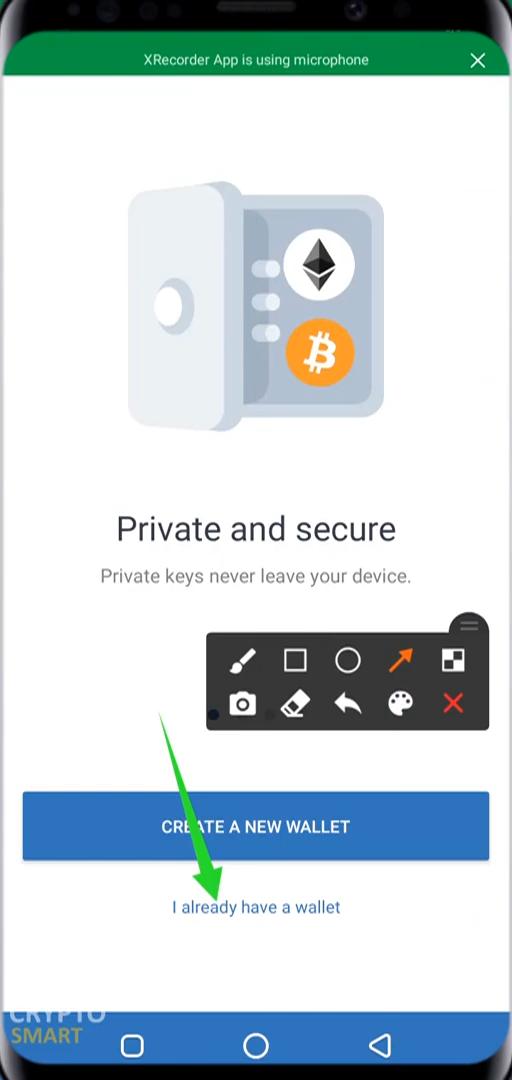 XRecorder App is using microphone
Private and secure
Private keys never leave your device.
CREATE A NEW WALLET
I already have a wallet
CRYPTO
SMART